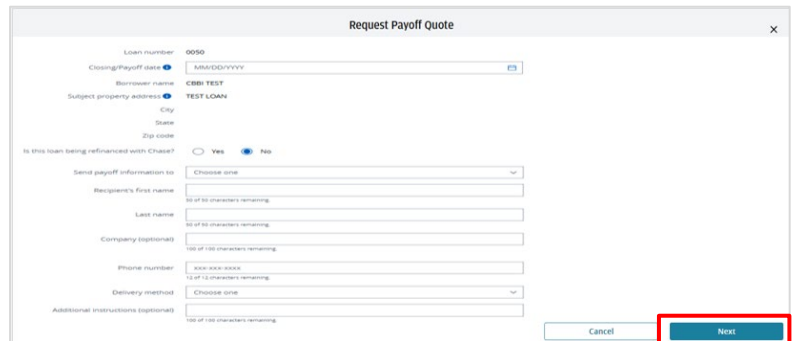 Request Payoff Quote
×
Loan number 0050
Closing/Payoff date MM/DD/YYYY
Borrower name CBBI TEST
Subject property address TEST LOAN
City
State
Zip code
Is this loan being refinanced with Chase? Yes No
Send payoff information to Choose one
Recipient's first name
50 of 50 characters remaining.
Last name
50 of 50 characters remaining.
Company (optional)
100 of 100 characters remaining.
Phone number xxx-xxx-xxxx
12 of 12 characters remaining.
Delivery method Choose one
Additional instructions (optional)
100 of 100 characters remaining.
Cancel Next